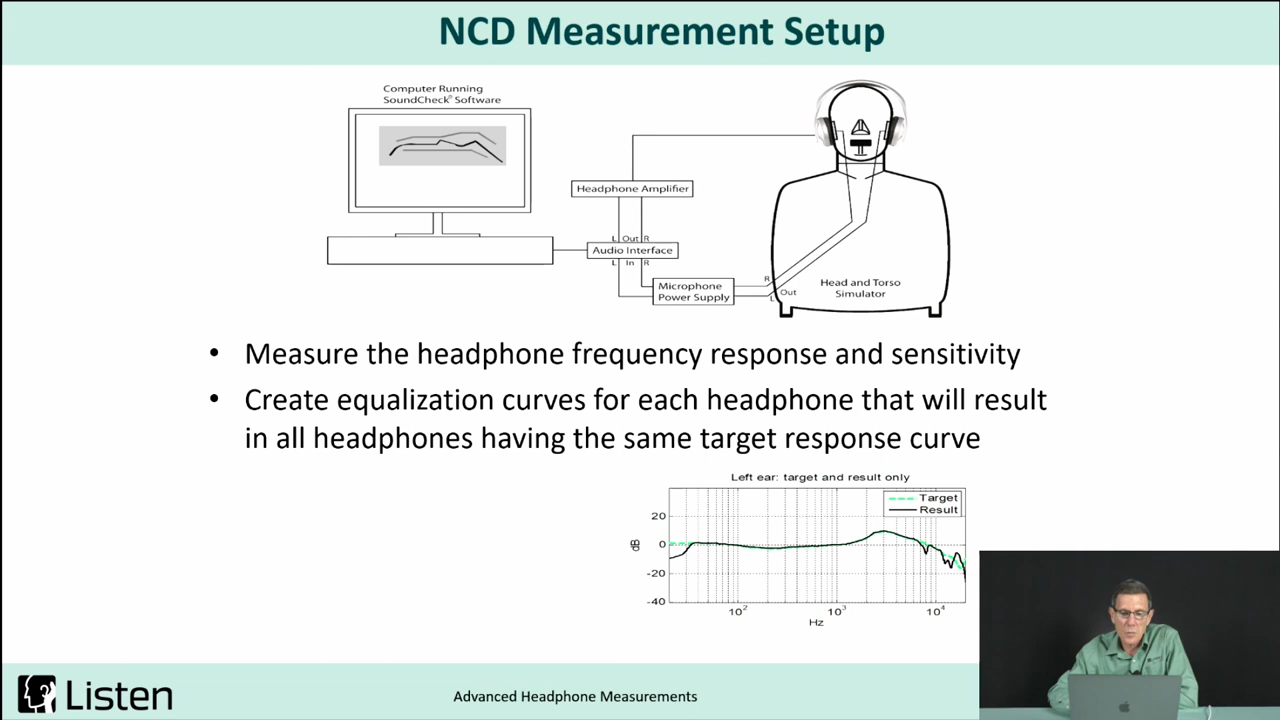 NCD Measurement Setup
Computer Running
SoundCheck® Software
Headphone Amplifier
L Out R
Audio Interface
L In R
Microphone
Power Supply
R
L
Out
Head and Torso
Simulator
• Measure the headphone frequency response and sensitivity
• Create equalization curves for each headphone that will result
in all headphones having the same target response curve
Left ear: target and result only
Target
Result
20
0
-20
-40
dB
10²
10³
10⁴
Hz
Listen
Advanced Headphone Measurements